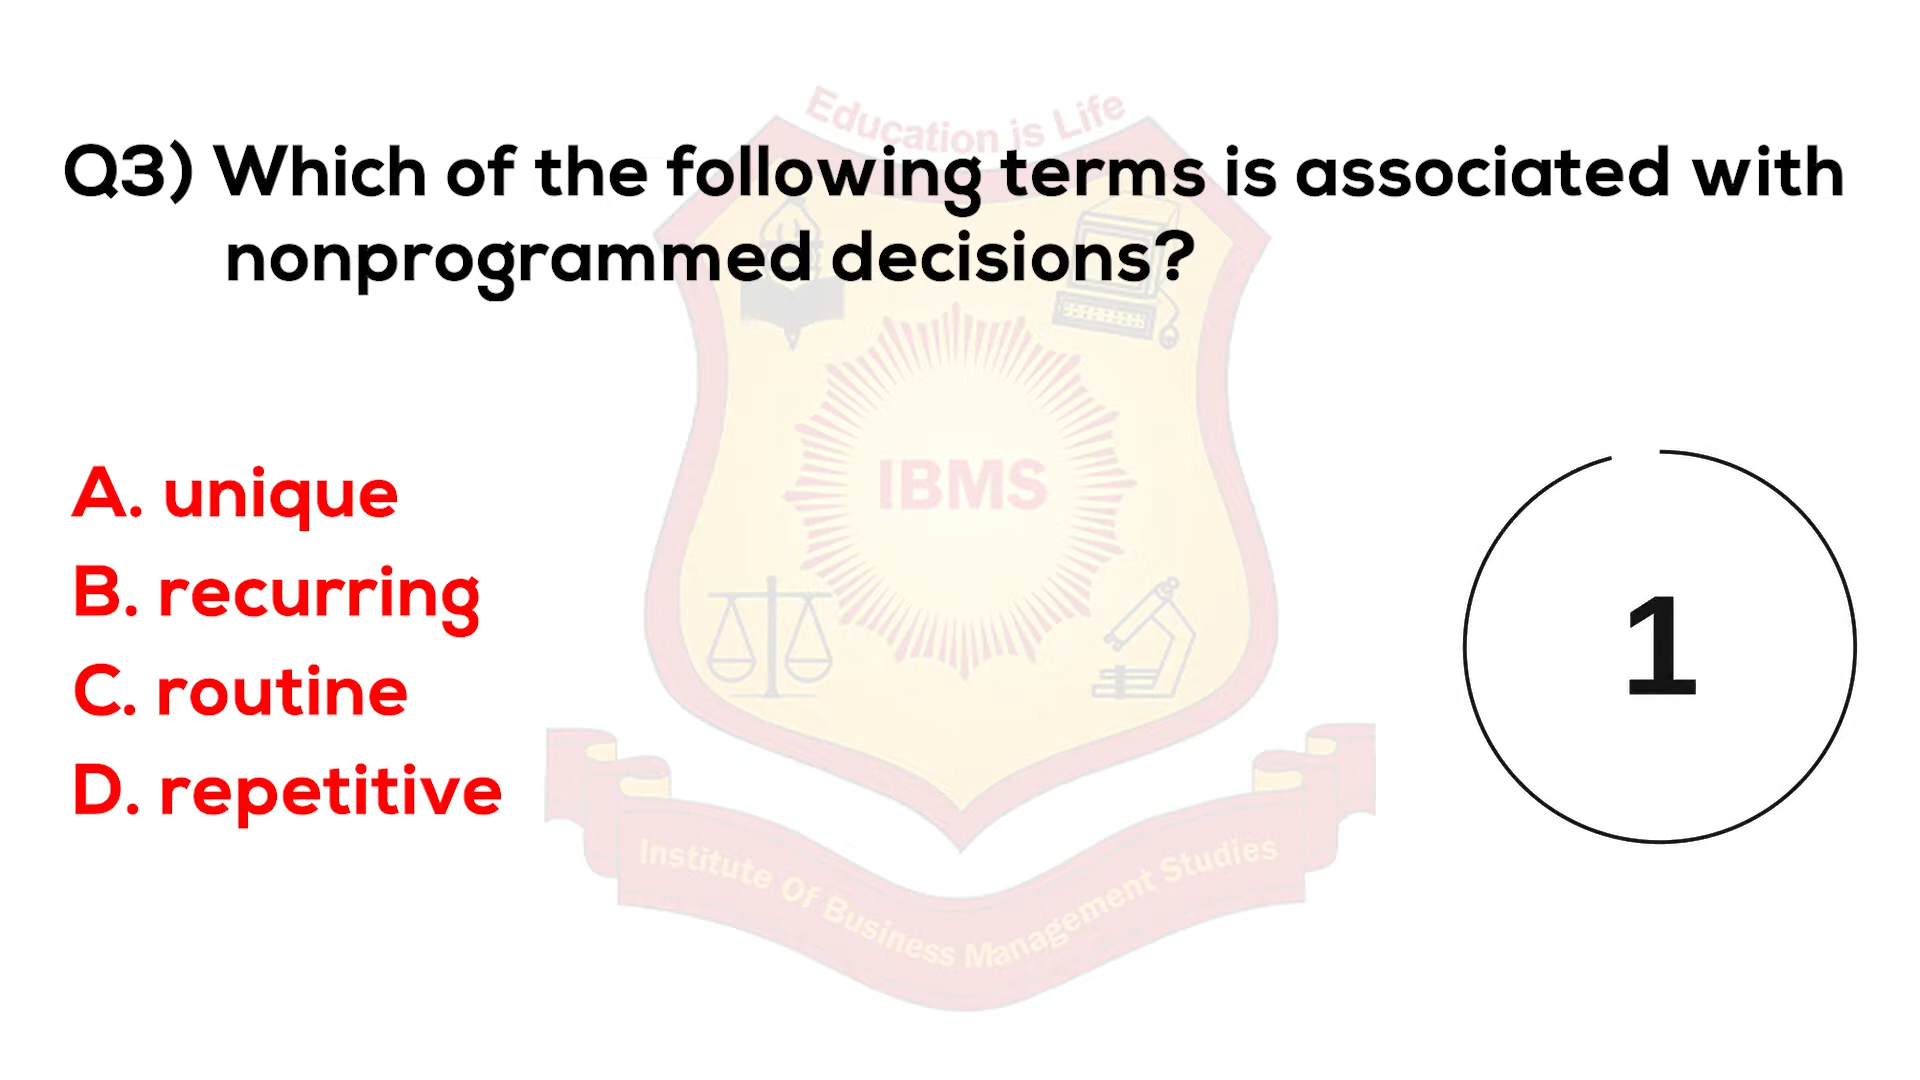 Education is Life
Q3) Which of the following terms is associated with
nonprogrammed decisions?
IBMS
A. unique
B. recurring
C. routine
D. repetitive
1
Institute Of Business Management Studies